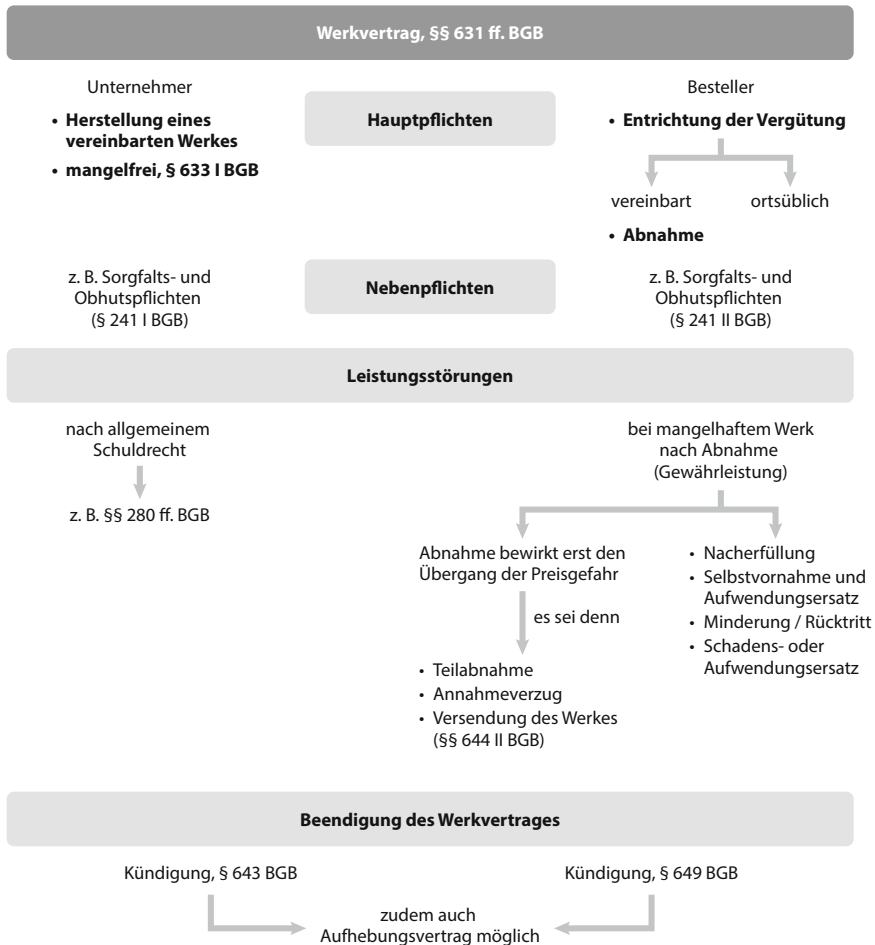 Werkvertrag, §§ 631 ff. BGB
Unternehmer
• Herstellung eines
vereinbarten Werkes
• mangelfrei, § 633 I BGB
Hauptpflichten
Besteller
• Entrichtung der Vergütung
vereinbart
ortsüblich
• Abnahme
z. B. Sorgfalts- und
Obhutspflichten
(§ 241 I BGB)
Nebenpflichten
z. B. Sorgfalts- und
Obhutspflichten
(§ 241 II BGB)
Leistungsstörungen
nach allgemeinem
Schuldrecht
z. B. §§ 280 ff. BGB
bei mangelhaftem Werk
nach Abnahme
(Gewährleistung)
Abnahme bewirkt erst den
Übergang der Preisgefahr
es sei denn
• Teilabnahme
• Annahmeverzug
• Versendung des Werkes
(§§ 644 II BGB)
• Nacherfüllung
• Selbstvornahme und
Aufwendungsersatz
• Minderung / Rücktritt
• Schadens- oder
Aufwendungsersatz
Beendigung des Werkvertrages
Kündigung, § 643 BGB
Kündigung, § 649 BGB
zudem auch
Aufhebungsvertrag möglich